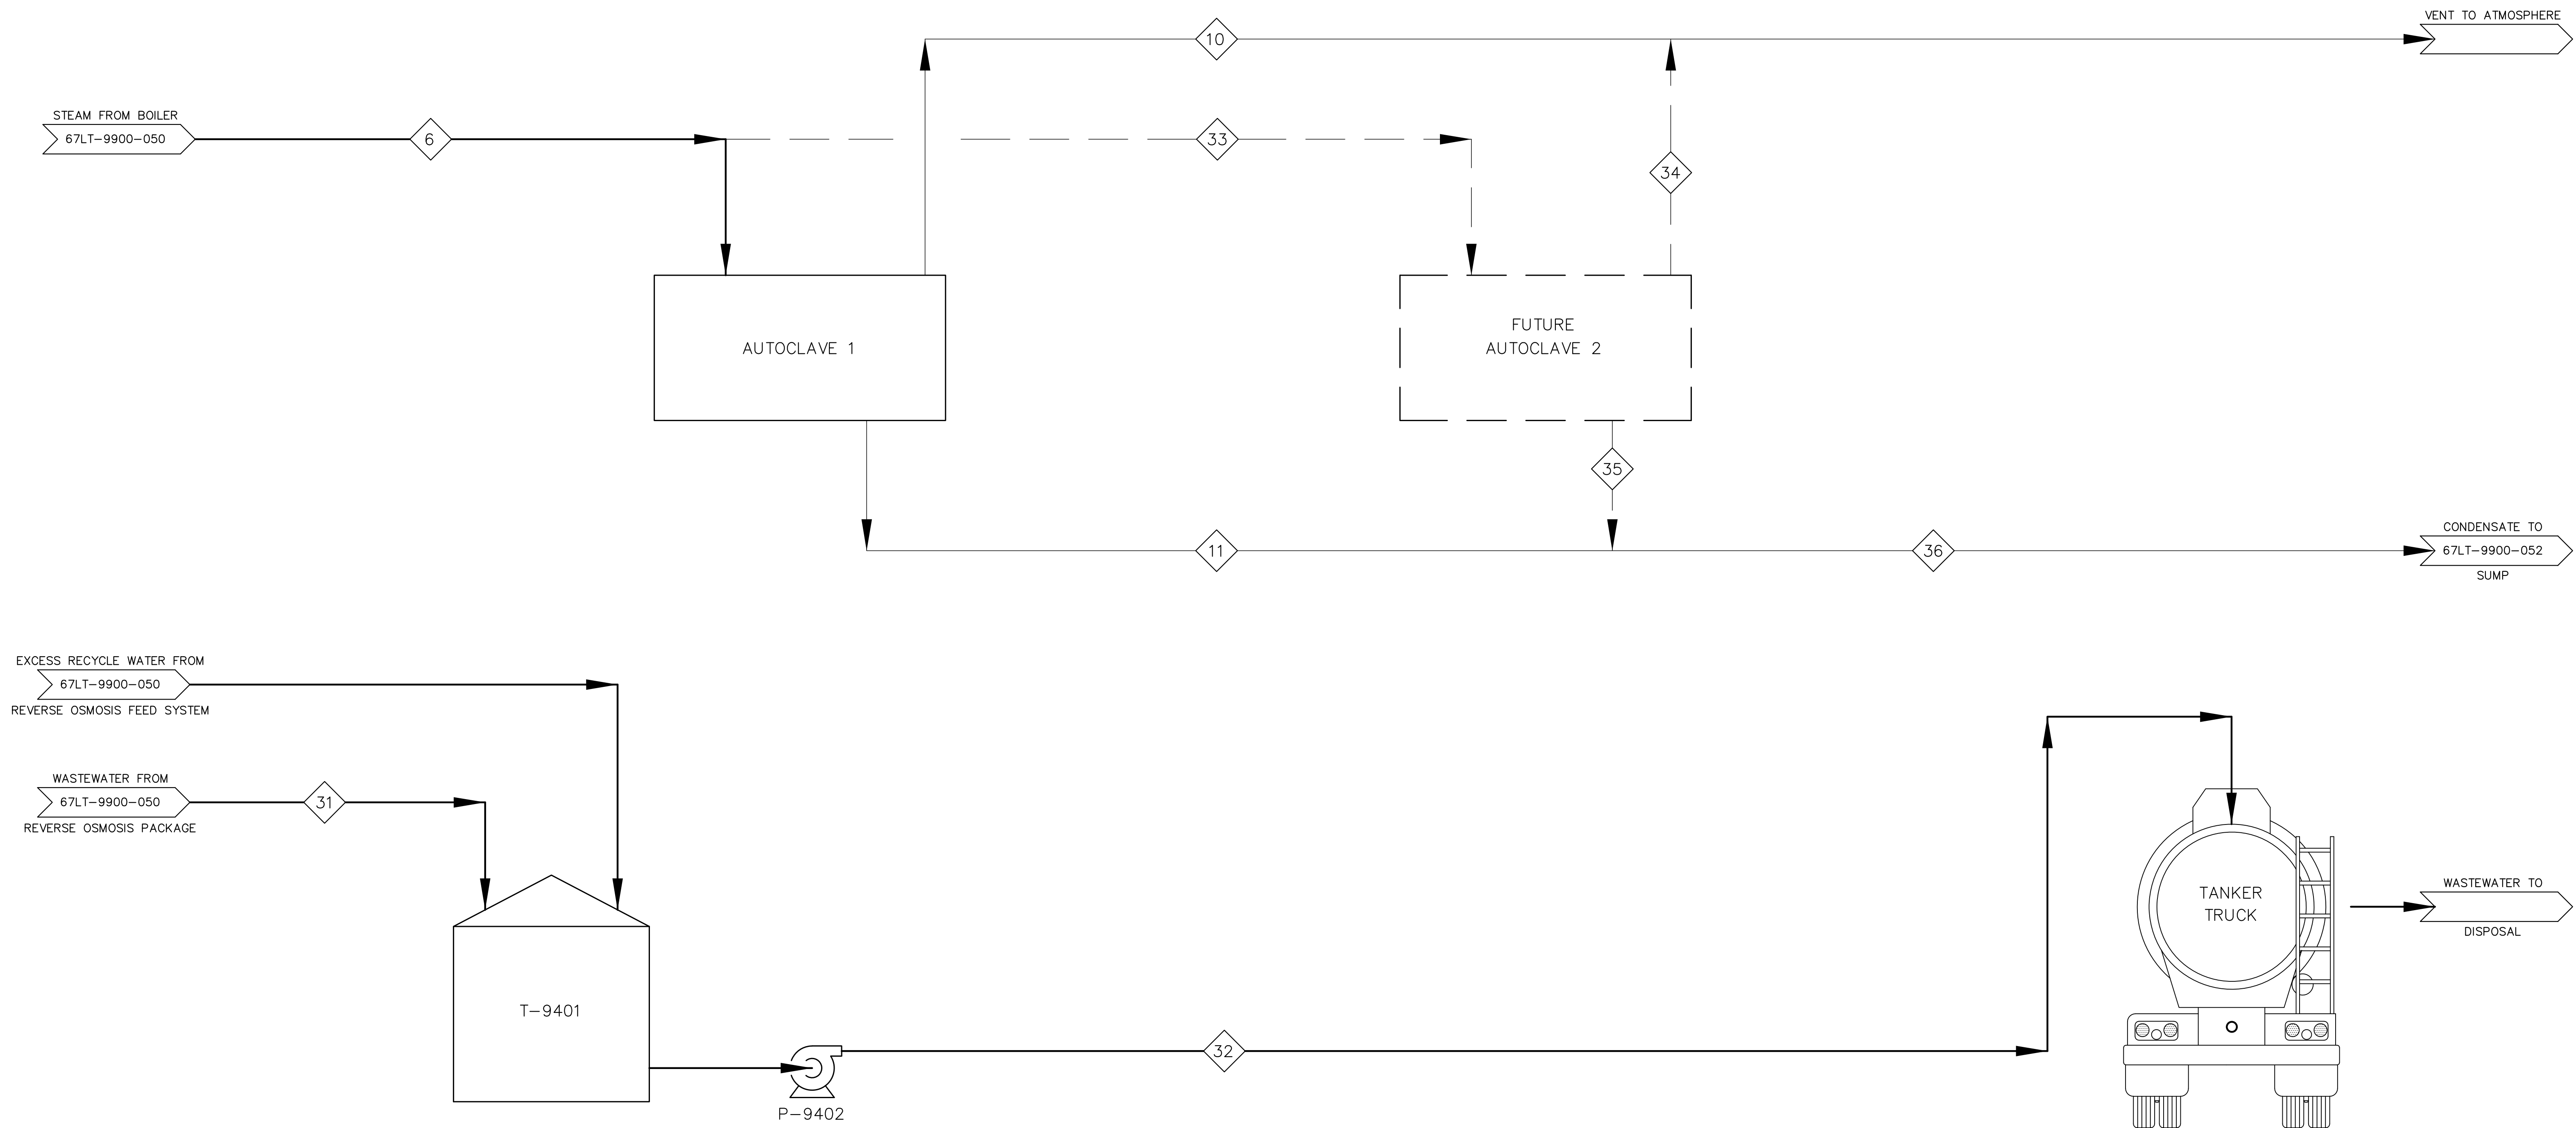 VENT TO ATMOSPHERE
10
STEAM FROM BOILER
67LT-9900-050
6
33
34
AUTOCLAVE 1
FUTURE
AUTOCLAVE 2
35
11
36
CONDENSATE TO
67LT-9900-052
SUMP
EXCESS RECYCLE WATER FROM
67LT-9900-050
REVERSE OSMOSIS FEED SYSTEM
WASTEWATER FROM
67LT-9900-050
REVERSE OSMOSIS PACKAGE
31
T-9401
P-9402
32
TANKER
TRUCK
WASTEWATER TO
DISPOSAL